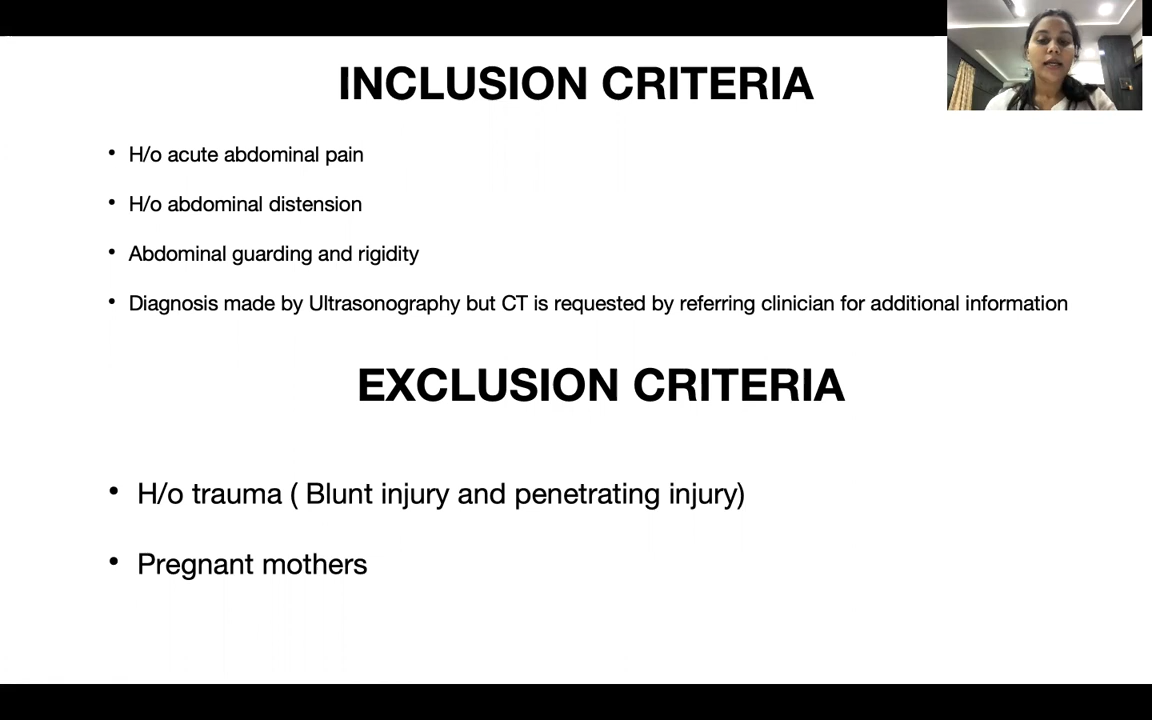 INCLUSION CRITERIA
• H/o acute abdominal pain
• H/o abdominal distension
• Abdominal guarding and rigidity
• Diagnosis made by Ultrasonography but CT is requested by referring clinician for additional information
EXCLUSION CRITERIA
• H/o trauma ( Blunt injury and penetrating injury)
• Pregnant mothers